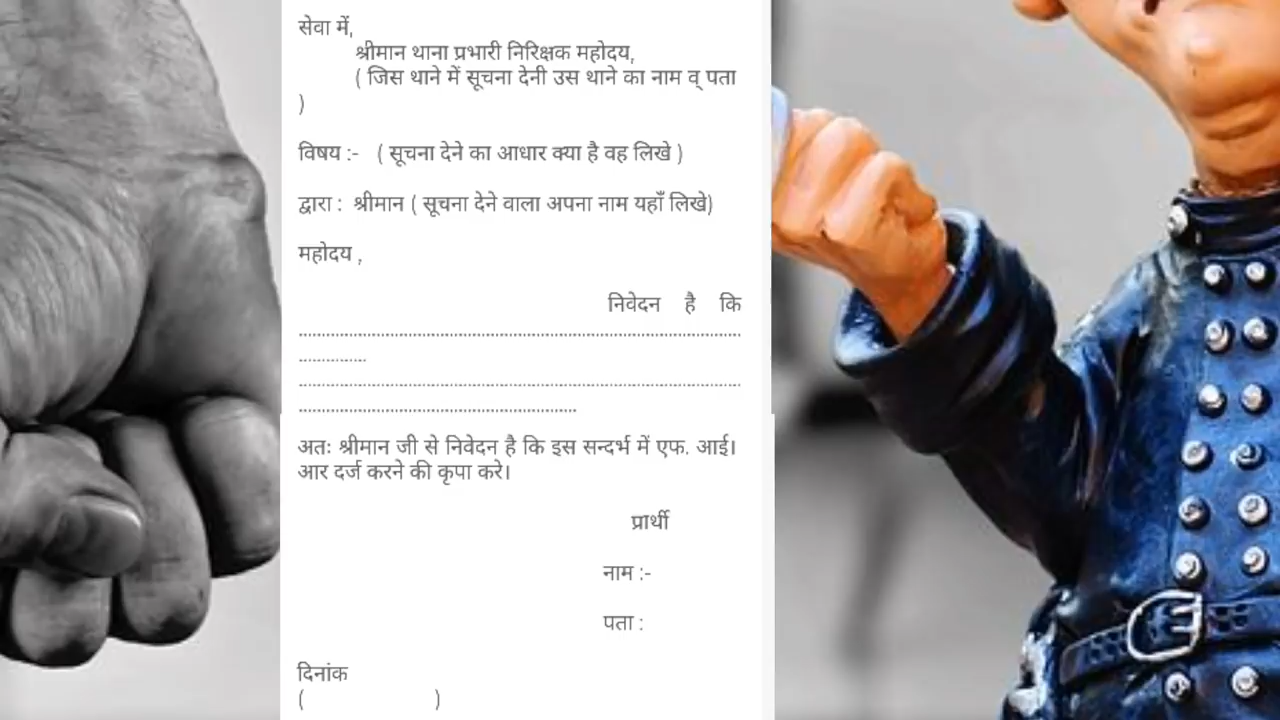 सेवा में,
श्रीमान थाना प्रभारी निरिक्षक महोदय,
( जिस थाने में सूचना देनी उस थाने का नाम व् पता
)
विषय :- ( सूचना देने का आधार क्या है वह लिखे )
द्वारा : श्रीमान ( सूचना देने वाला अपना नाम यहाँ लिखे)
महोदय ,
निवेदन है कि
................................................................................................
...............
................................................................................................
.............................................................
अतः श्रीमान जी से निवेदन है कि इस सन्दर्भ में एफ. आई।
आर दर्ज करने की कृपा करे।
प्रार्थी
नाम :-
पता :
दिनांक
( )